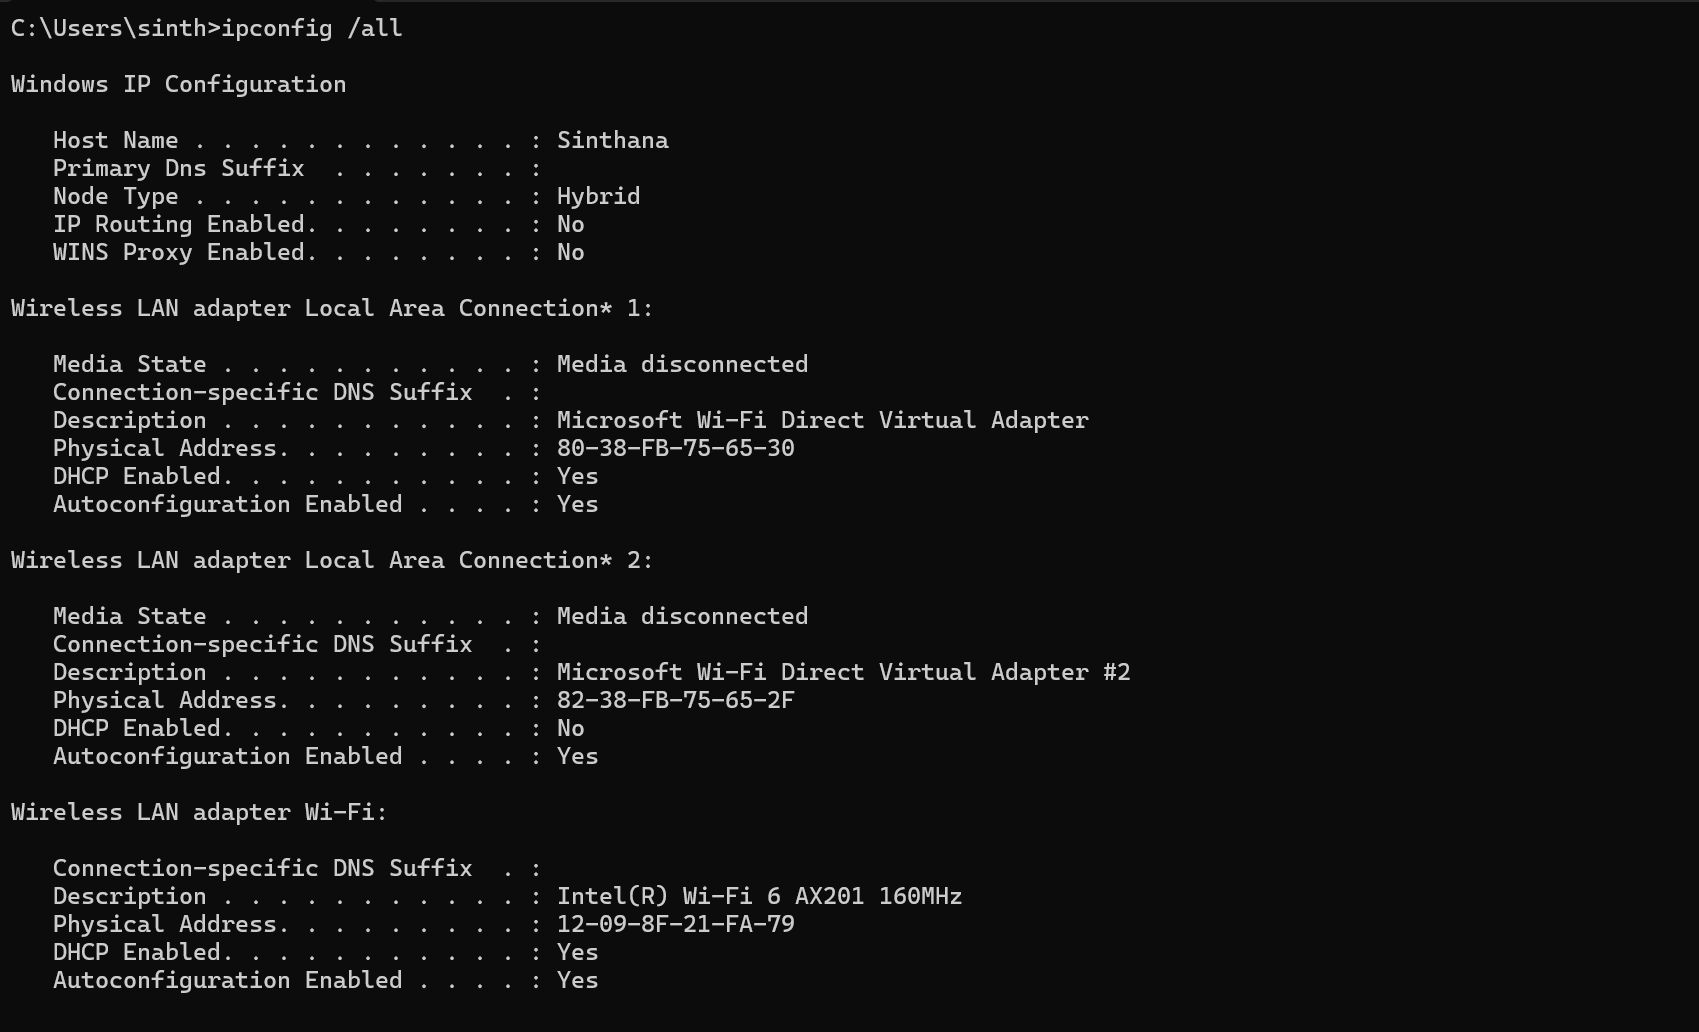 C:\Users\sinth>ipconfig /all
Windows IP Configuration
Host Name . . . . . . . . . . . . : Sinthana
Primary Dns Suffix  . . . . . . . :
Node Type . . . . . . . . . . . . : Hybrid
IP Routing Enabled. . . . . . . . : No
WINS Proxy Enabled. . . . . . . . : No
Wireless LAN adapter Local Area Connection* 1:
Media State . . . . . . . . . . . : Media disconnected
Connection-specific DNS Suffix  . :
Description . . . . . . . . . . . : Microsoft Wi-Fi Direct Virtual Adapter
Physical Address. . . . . . . . . : 80-38-FB-75-65-30
DHCP Enabled. . . . . . . . . . . : Yes
Autoconfiguration Enabled . . . . : Yes
Wireless LAN adapter Local Area Connection* 2:
Media State . . . . . . . . . . . : Media disconnected
Connection-specific DNS Suffix  . :
Description . . . . . . . . . . . : Microsoft Wi-Fi Direct Virtual Adapter #2
Physical Address. . . . . . . . . : 82-38-FB-75-65-2F
DHCP Enabled. . . . . . . . . . . : No
Autoconfiguration Enabled . . . . : Yes
Wireless LAN adapter Wi-Fi:
Connection-specific DNS Suffix  . :
Description . . . . . . . . . . . : Intel(R) Wi-Fi 6 AX201 160MHz
Physical Address. . . . . . . . . : 12-09-8F-21-FA-79
DHCP Enabled. . . . . . . . . . . : Yes
Autoconfiguration Enabled . . . . : Yes